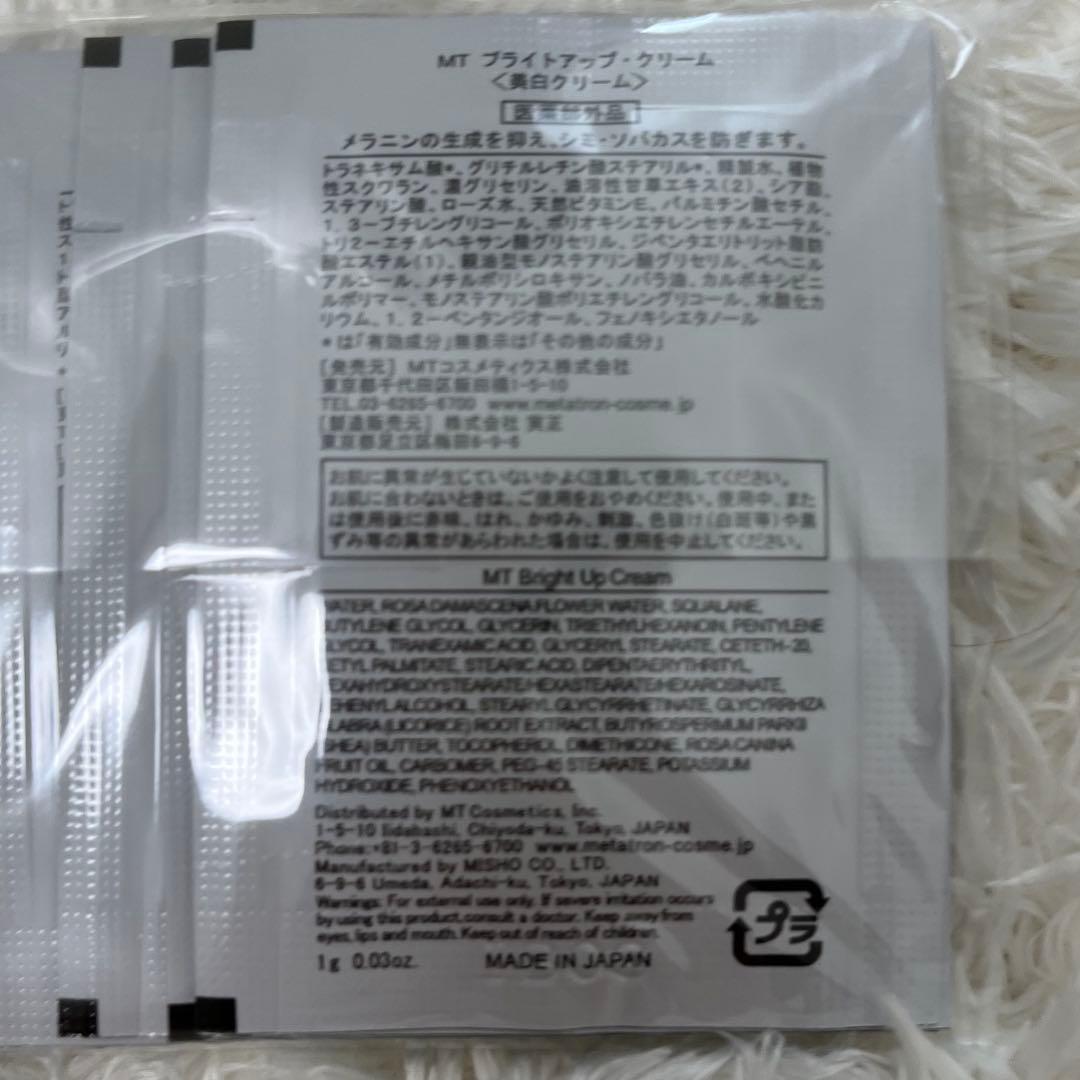 MT ブライトアップ・クリーム
〈美白クリーム〉
医薬部外品
メラニンの生成を抑え、シミ・ソバカスを防ぎます。
トラネキサム酸*、グリチルレチン酸ステアリル*、精製水、植物
性スクワラン、濃グリセリン、油溶性甘草エキス(2)、シア脂、
ステアリン酸、ローズ水、天然ビタミンE、パルミチン酸セチル、
1,3-ブチレングリコール、ポリオキシエチレンセチルエーテル、
トリ2-エチルヘキサン酸グリセリル、ジペンタエリトリット脂肪
酸エステル(1)、親油型モノステアリン酸グリセリル、ベヘニル
アルコール、メチルポリシロキサン、ノバラ油、カルボキシビニ
ルポリマー、モノステアリン酸ポリエチレングリコール、水酸化カ
リウム、1,2-ペンタンジオール、フェノキシエタノール
*は「有効成分」無表示は「その他の成分」
[発売元] MTコスメティクス株式会社
東京都千代田区飯田橋1-5-10
TEL.03-6265-6700 www.metatron-cosme.jp
[製造販売元] 株式会社 実正
東京都足立区梅田6-9-6
お肌に異常が生じていないかよく注意して使用してください。
お肌に合わないときは、ご使用をおやめください。使用中、また
は使用後に赤味、はれ、かゆみ、刺激、色抜け(白斑等)や黒
ずみ等の異常があらわれた場合は、使用を中止してください。
MT Bright Up Cream
WATER, ROSA DAMASCENA FLOWER WATER, SQUALANE,
BUTYLENE GLYCOL, GLYCERIN, TRIETHYLHEXANOIN, PENTYLENE
GLYCOL, TRANEXAMIC ACID, GLYCERYL STEARATE, CETETH-20,
CETYL PALMITATE, STEARIC ACID, DIPENTAERYTHRITYL
HEXAHYDROXYSTEARATE/HEXASTEARATE/HEXAROSINATE,
BEHENYL ALCOHOL, STEARYL GLYCYRRHETINATE, GLYCYRRHIZA
GLABRA (LICORICE) ROOT EXTRACT, BUTYROSPERMUM PARKII
(SHEA) BUTTER, TOCOPHEROL, DIMETHICONE, ROSA CANINA
FRUIT OIL, CARBOMER, PEG-45 STEARATE, POTASSIUM
HYDROXIDE, PHENOXYETHANOL
Distributed by MT Cosmetics, Inc.
1-5-10 Iidabashi, Chiyoda-ku, Tokyo, JAPAN
Phone:+81-3-6265-6700 www.metatron-cosme.jp
Manufactured by MISHO CO., LTD.
6-9-6 Umeda, Adachi-ku, Tokyo, JAPAN
Warnings: For external use only. If severe irritation occurs
by using this product, consult a doctor. Keep away from
eyes, lips and mouth. Keep out of reach of children.
1g 0.03oz. MADE IN JAPAN
プラ